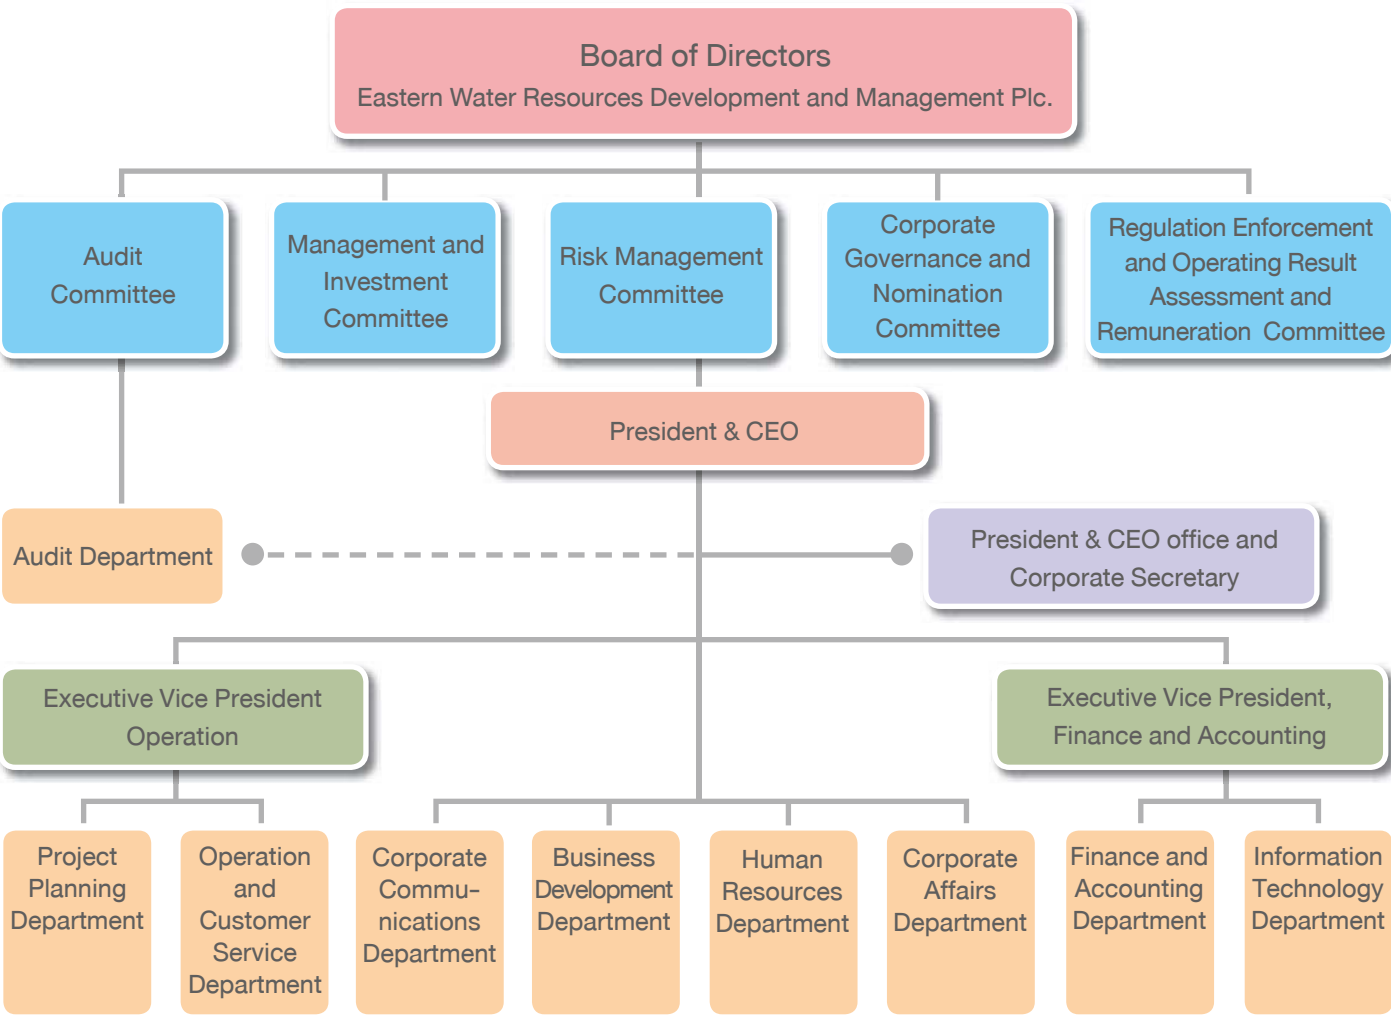 Board of Directors
Eastern Water Resources Development and Management Plc.
Audit
Committee
Management and
Investment
Committee
Risk Management
Committee
Corporate
Governance and
Nomination
Committee
Regulation Enforcement
and Operating Result
Assessment and
Remuneration Committee
President & CEO
Audit Department
President & CEO office and
Corporate Secretary
Executive Vice President
Operation
Executive Vice President,
Finance and Accounting
Project
Planning
Department
Operation
and
Customer
Service
Department
Corporate
Commu-
nications
Department
Business
Development
Department
Human
Resources
Department
Corporate
Affairs
Department
Finance and
Accounting
Department
Information
Technology
Department